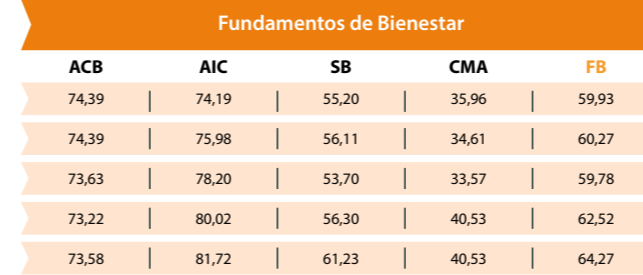 Fundamentos de Bienestar
ACB AIC SB CMA FB
74,39 | 74,19 | 55,20 | 35,96 | 59,93
74,39 | 75,98 | 56,11 | 34,61 | 60,27
73,63 | 78,20 | 53,70 | 33,57 | 59,78
73,22 | 80,02 | 56,30 | 40,53 | 62,52
73,58 | 81,72 | 61,23 | 40,53 | 64,27